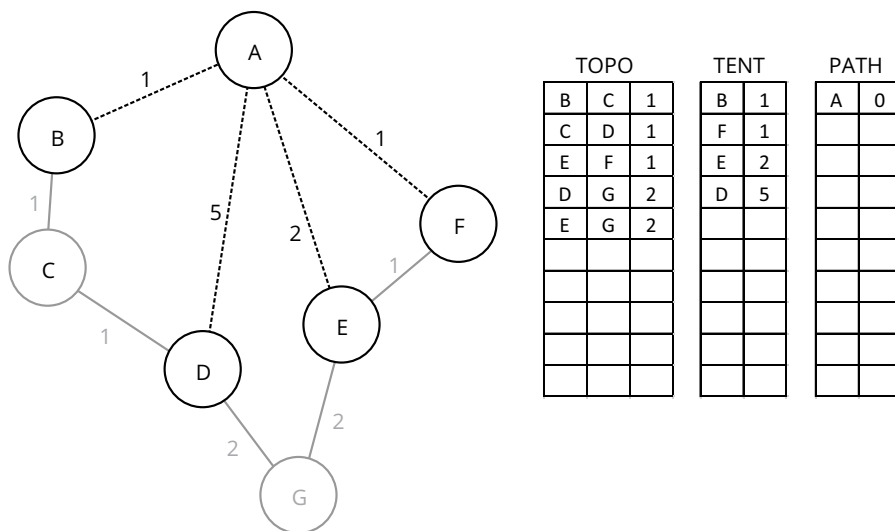 A
1
B
1
5
2
F
1
C
1
1
E
D
2
2
G
TOPO TENT PATH
B C 1 B 1 A 0
C D 1 F 1
E F 1 E 2
D G 2 D 5
E G 2